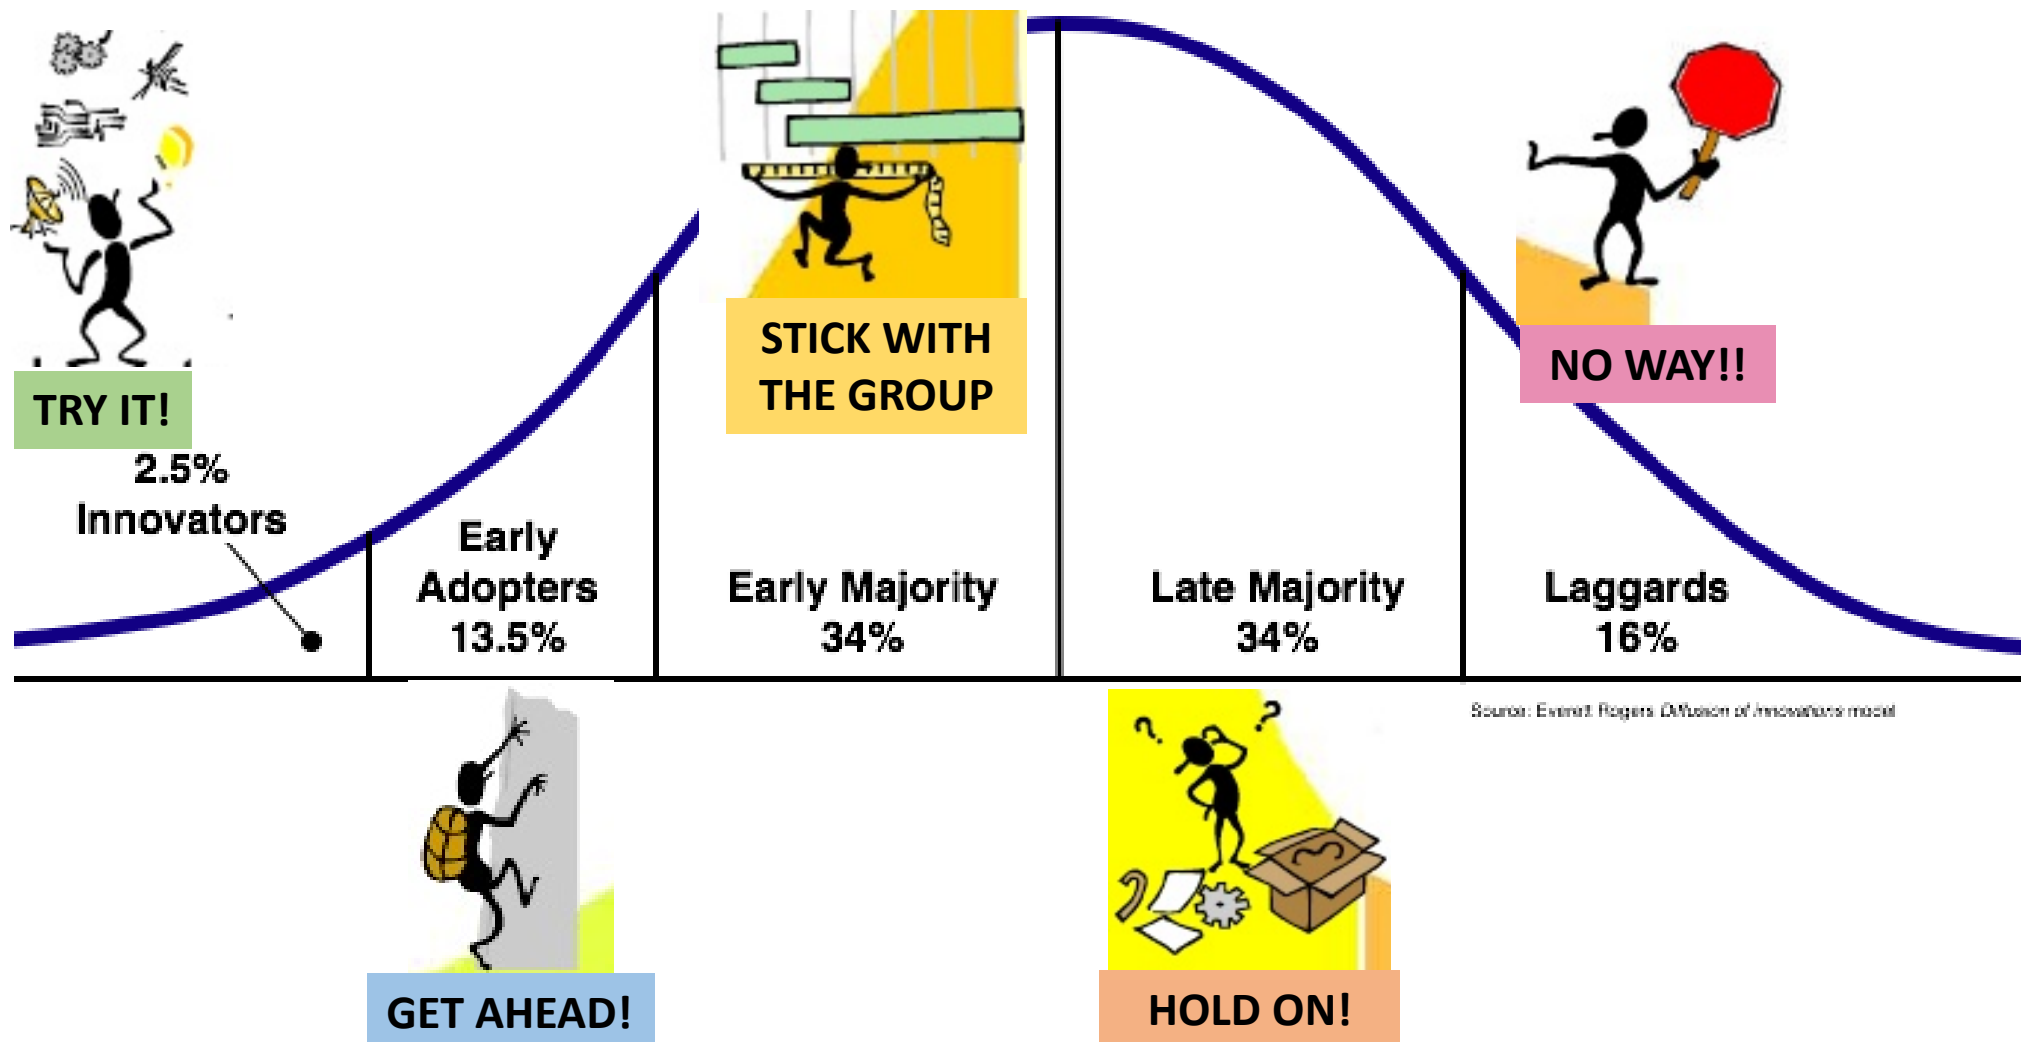 TRY IT!
2.5%
Innovators
Early
Adopters
13.5%
GET AHEAD!
STICK WITH
THE GROUP
Early Majority
34%
Late Majority
34%
HOLD ON!
? ?
NO WAY!!
Laggards
16%
Source: Everett Rogers Diffusion of Innovations model